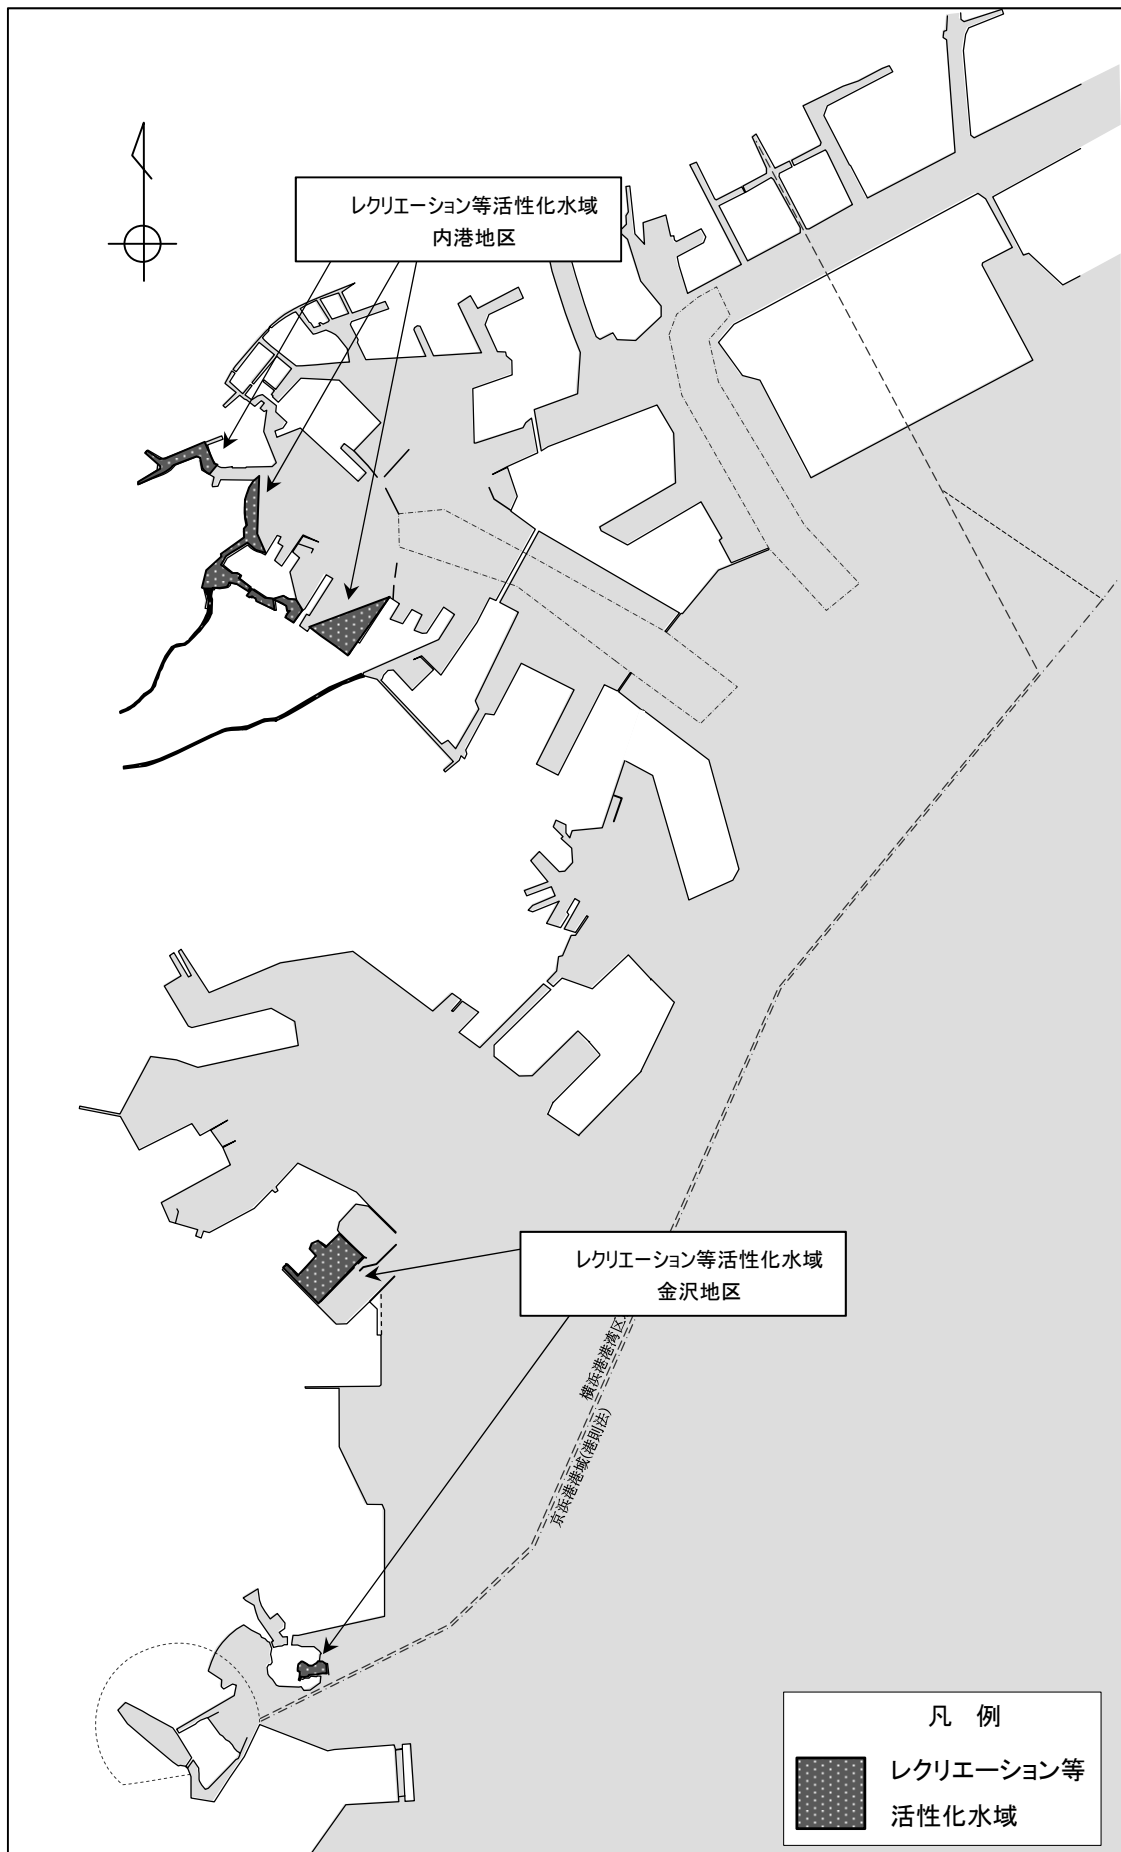 レクリエーション等活性化水域
内港地区
レクリエーション等活性化水域
金沢地区
横浜港港湾区
京浜港港域(港則法)
凡 例
レクリエーション等
活性化水域